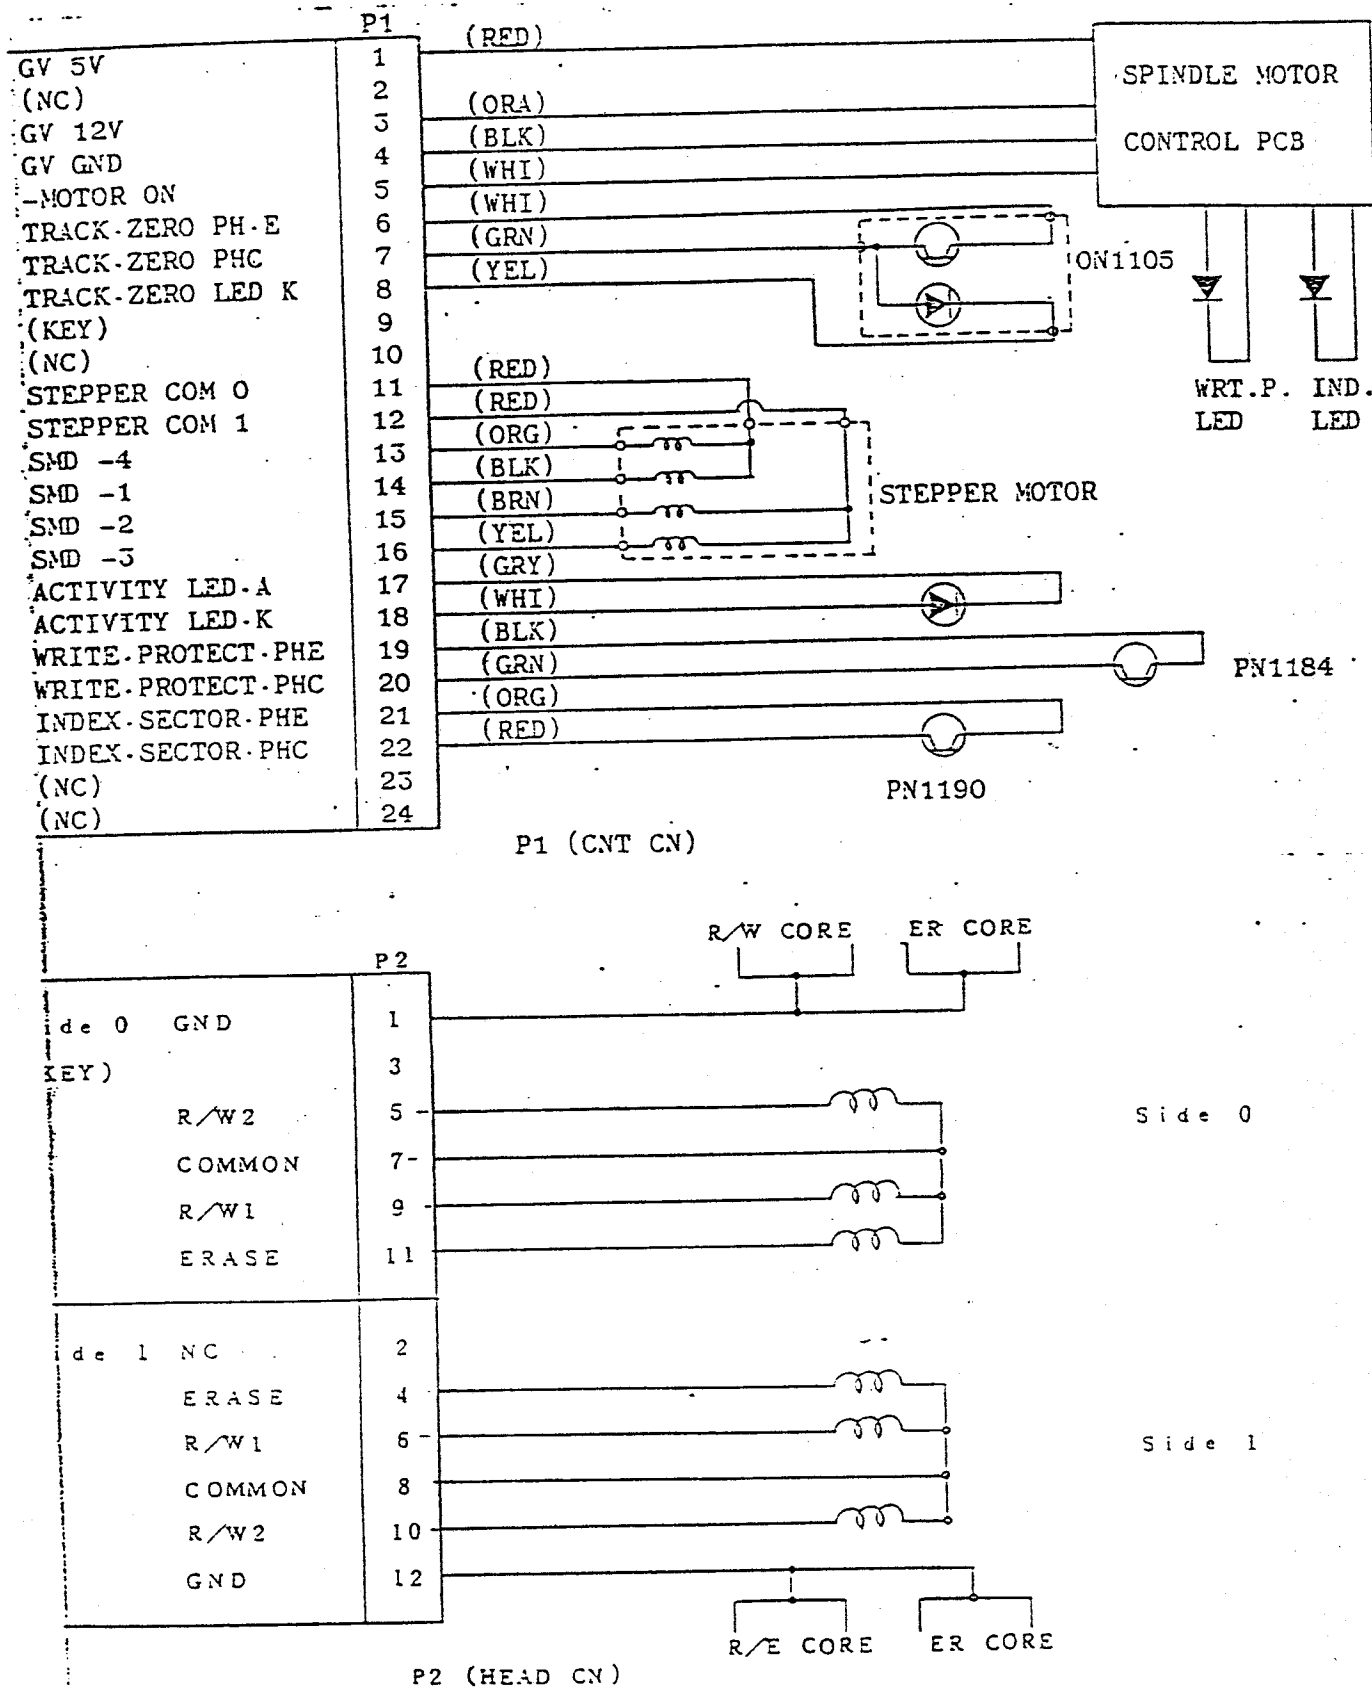 P1
GV 5V 1 (RED)
(NC) 2
GV 12V 3 (ORA)
GV GND 4 (BLK)
-MOTOR ON 5 (WHI)
TRACK-ZERO PH-E 6 (WHI)
TRACK-ZERO PHC 7 (GRN)
TRACK-ZERO LED K 8 (YEL)
(KEY) 9
(NC) 10
STEPPER COM 0 11 (RED)
STEPPER COM 1 12 (RED)
SMD -4 13 (ORG)
SMD -1 14 (BLK)
SMD -2 15 (BRN)
SMD -3 16 (YEL)
ACTIVITY LED-A 17 (GRY)
ACTIVITY LED-K 18 (WHI)
WRITE-PROTECT-PHE 19 (BLK)
WRITE-PROTECT-PHC 20 (GRN)
INDEX-SECTOR-PHE 21 (ORG)
INDEX-SECTOR-PHC 22 (RED)
(NC) 23
(NC) 24
SPINDLE MOTOR
CONTROL PCB
ON1105
WRT.P. IND.
LED LED
STEPPER MOTOR
PN1184
PN1190
P1 (CNT CN)
R/W CORE ER CORE
P2
ide 0 GND 1
KEY) 3
R/W2 5
COMMON 7
R/W1 9
ERASE 11
Side 0
ide 1 NC 2
ERASE 4
R/W1 6
COMMON 8
R/W2 10
GND 12
Side 1
R/E CORE ER CORE
P2 (HEAD CN)